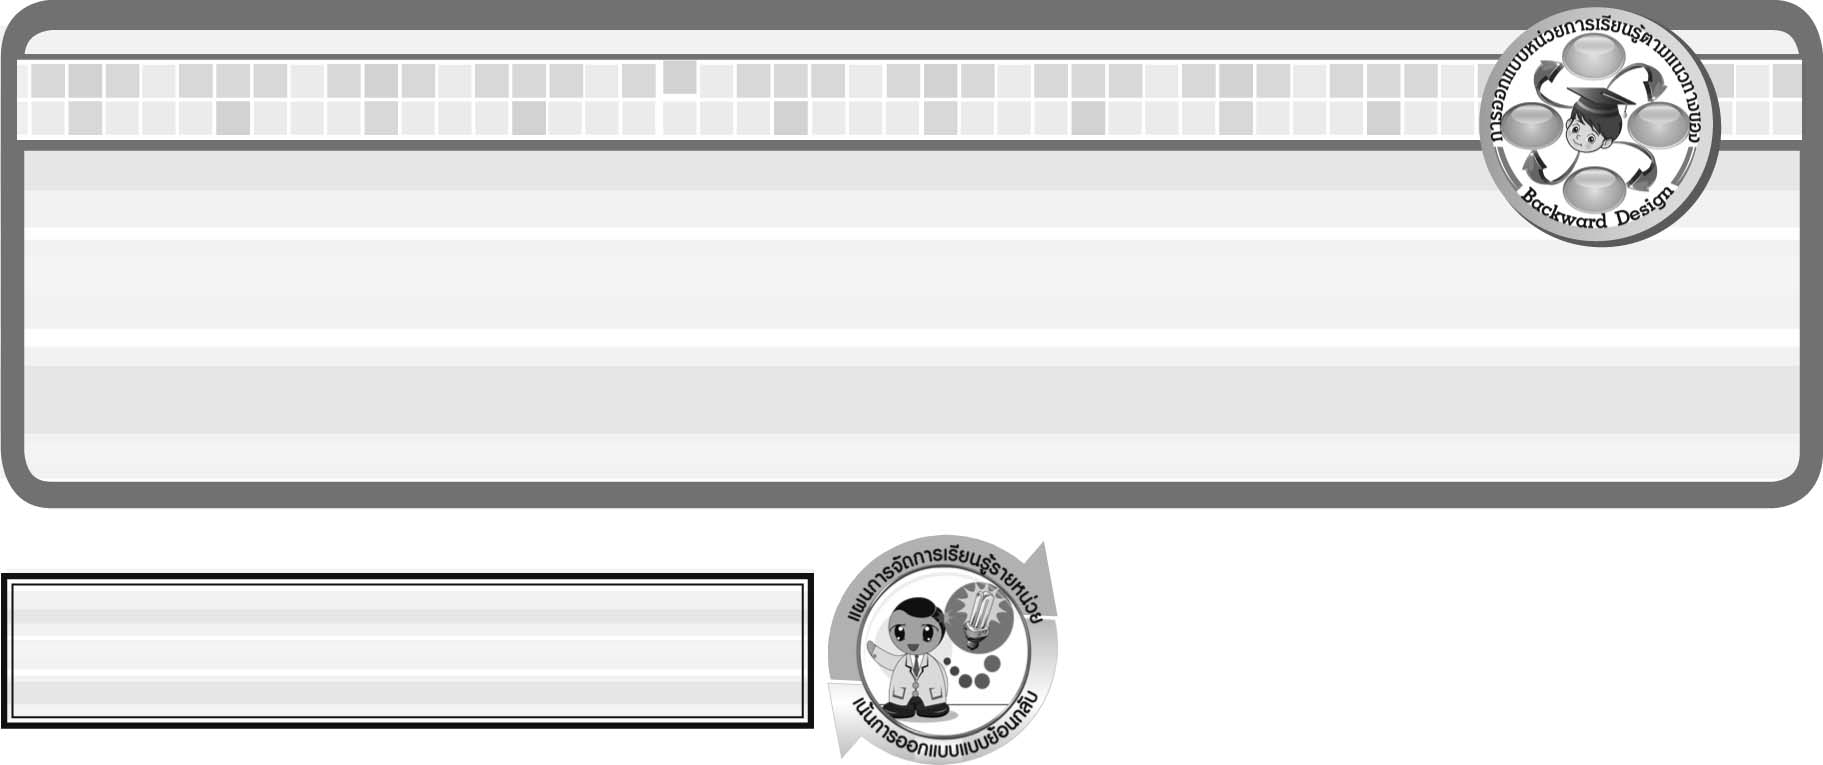 การออกแบบหน่วยการเรียนรู้ตามแนวทางของ
Backward Design
แผนการจัดการเรียนรู้รายหน่วย
เน้นการออกแบบแบบย้อนกลับ